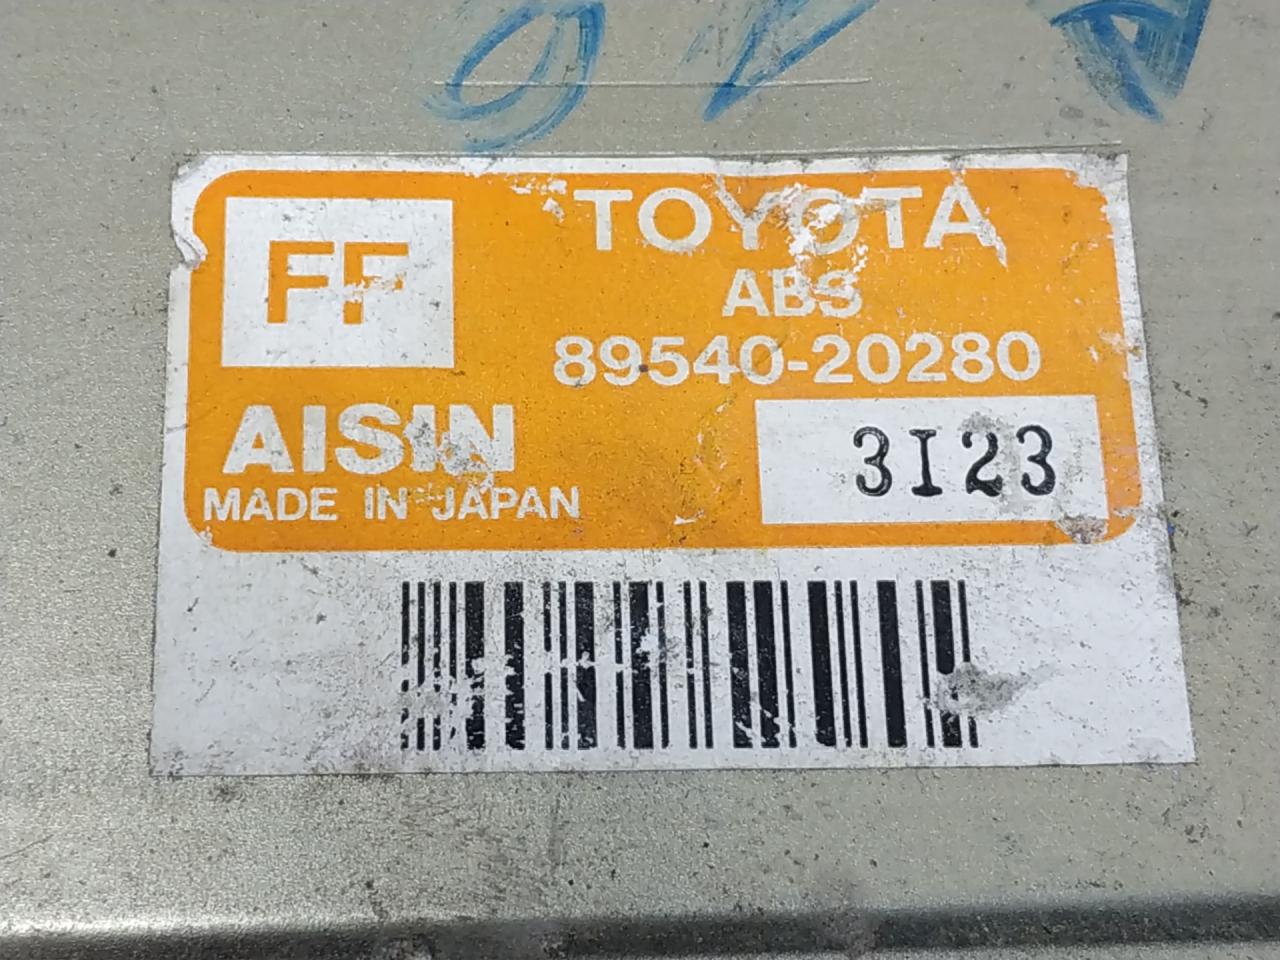 FF
TOYOTA
ABS
89540-20280
AISIN
MADE IN JAPAN
3I23